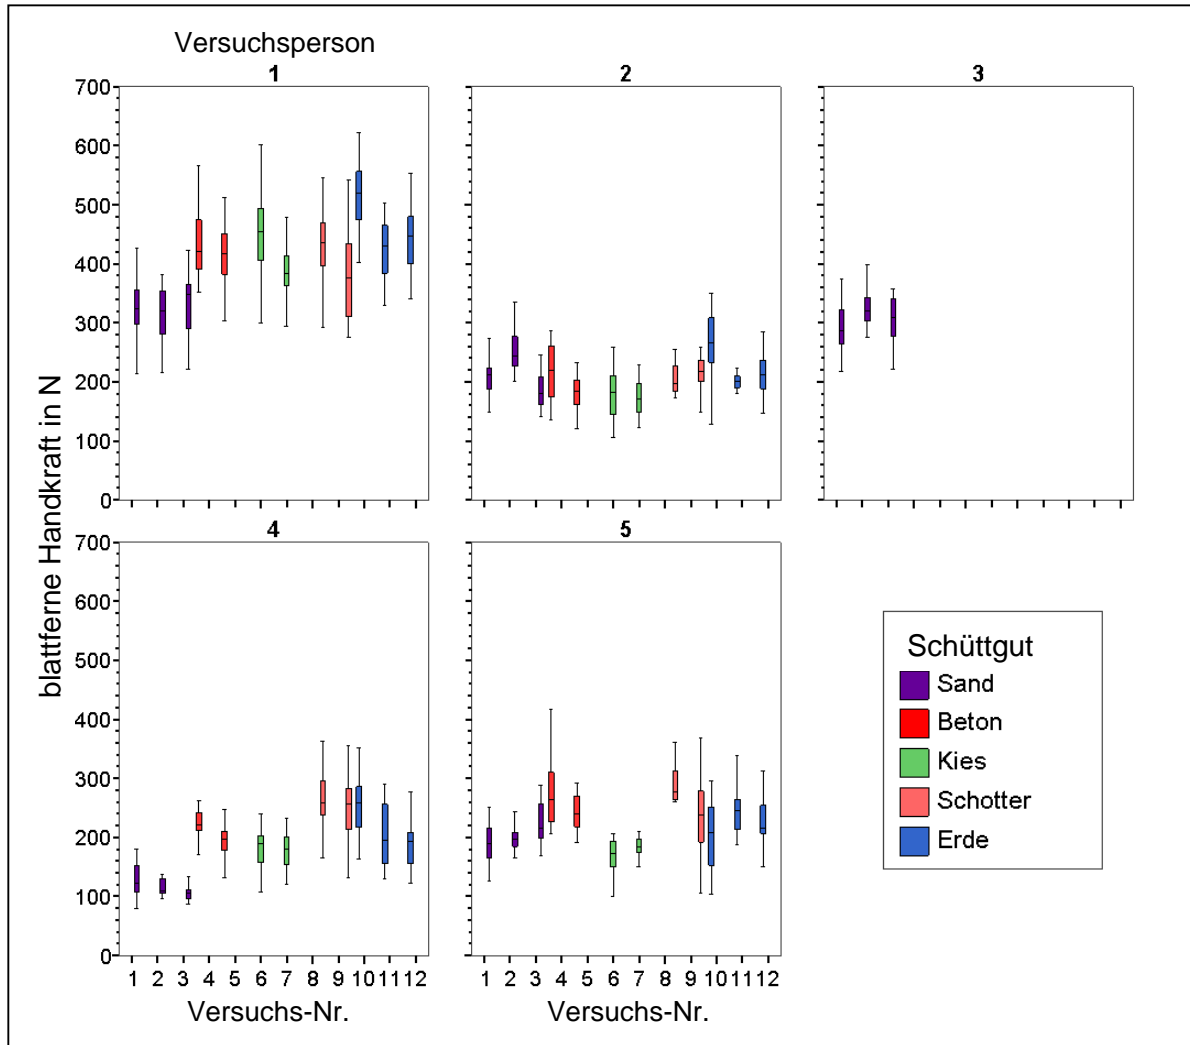 Versuchsperson
1 2 3
700
600
500
400
300
200
100
0
4 5
700
600
500
400
300
200
100
0
blattferne Handkraft in N
1 2 3 4 5 6 7 8 9 10 11 12
1 2 3 4 5 6 7 8 9 10 11 12
Versuchs-Nr.
Versuchs-Nr.
Schüttgut
Sand
Beton
Kies
Schotter
Erde